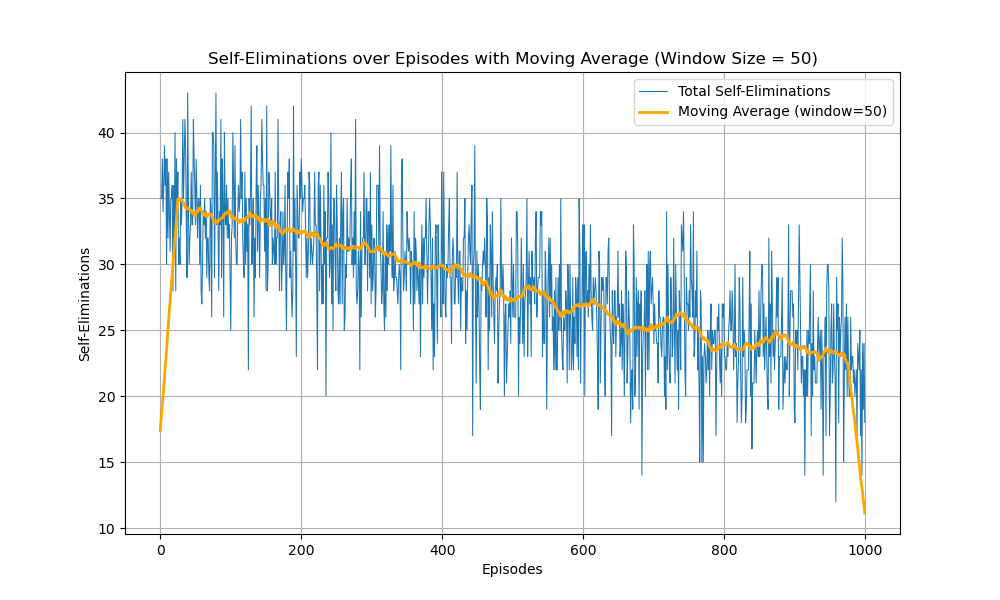 Self-Eliminations over Episodes with Moving Average (Window Size = 50)
Total Self-Eliminations
Moving Average (window=50)
Self-Eliminations
40
35
30
25
20
15
10
0 200 400 600 800 1000
Episodes